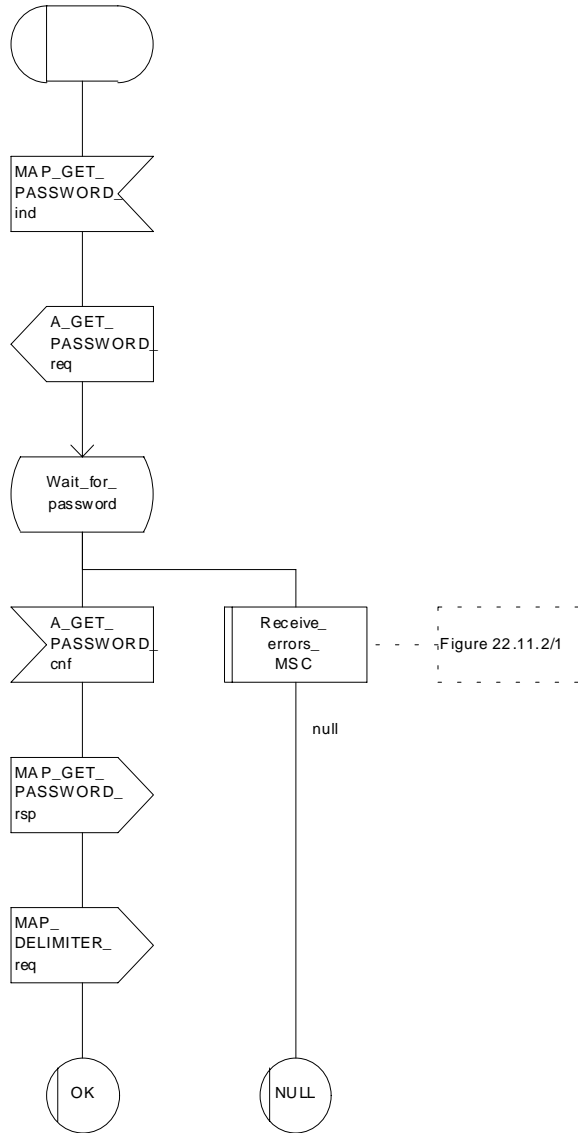 MAP_GET_
PASSWORD_
ind
A_GET_
PASSWORD_
req
Wait_for_
password
A_GET_
PASSWORD_
cnf
Receive_
errors_
MSC
Figure 22.11.2/1
null
MAP_GET_
PASSWORD_
rsp
MAP_
DELIMITER_
req
OK
NULL